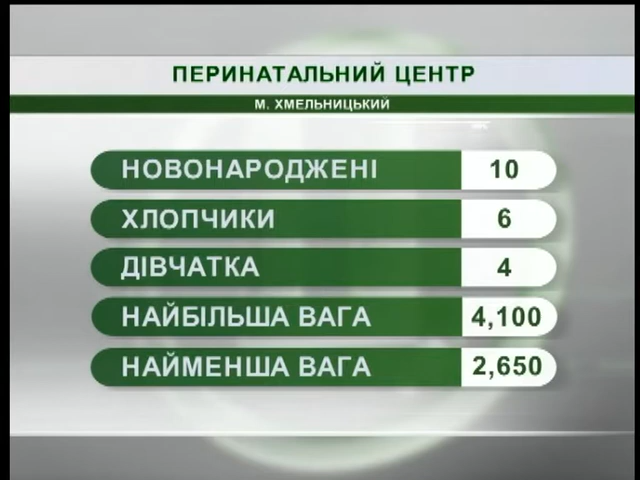 ПЕРИНАТАЛЬНИЙ ЦЕНТР
М. ХМЕЛЬНИЦЬКИЙ
НОВОНАРОДЖЕНІ 10
ХЛОПЧИКИ 6
ДІВЧАТКА 4
НАЙБІЛЬША ВАГА 4,100
НАЙМЕНША ВАГА 2,650